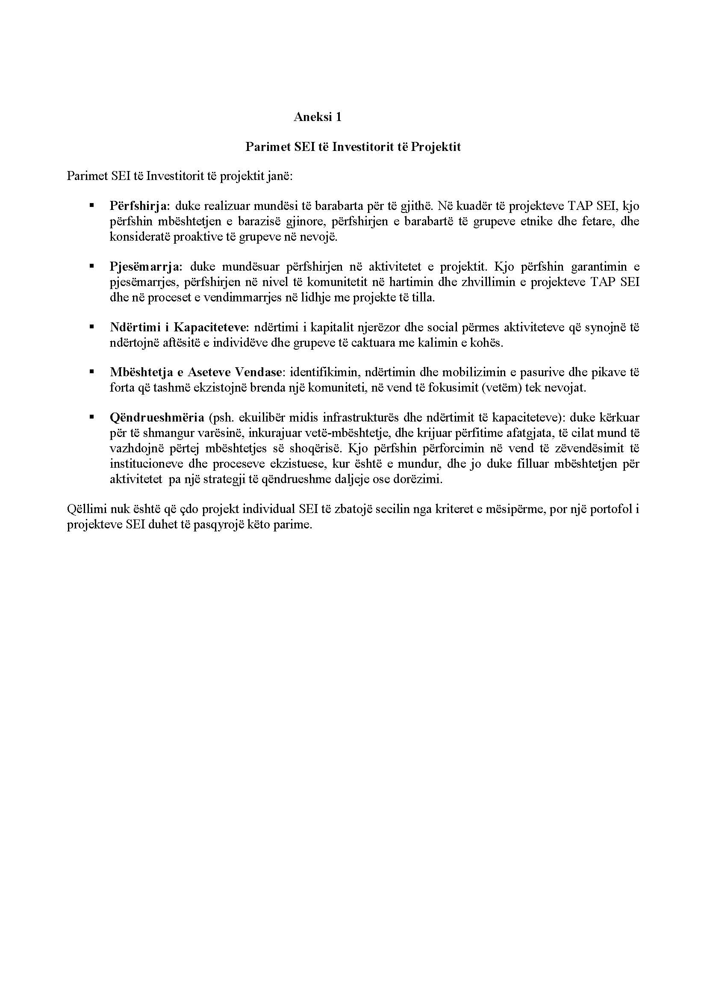 Aneksi 1
Parimet SEI të Investitorit të Projektit
Parimet SEI të Investitorit të projektit janë:
▪ Përfshirja: duke realizuar mundësi të barabarta për të gjithë. Në kuadër të projekteve TAP SEI, kjo
përfshin mbështetjen e barazisë gjinore, përfshirjen e barabartë të grupeve etnike dhe fetare, dhe
konsideratë proaktive të grupeve në nevojë.
▪ Pjesëmarrja: duke mundësuar përfshirjen në aktivitetet e projektit. Kjo përfshin garantimin e
pjesëmarrjes, përfshirjen në nivel të komunitetit në hartimin dhe zhvillimin e projekteve TAP SEI
dhe në proceset e vendimmarrjes në lidhje me projekte të tilla.
▪ Ndërtimi i Kapaciteteve: ndërtimi i kapitalit njerëzor dhe social përmes aktiviteteve që synojnë të
ndërtojnë aftësitë e individëve dhe grupeve të caktuara me kalimin e kohës.
▪ Mbështetja e Aseteve Vendase: identifikimin, ndërtimin dhe mobilizimin e pasurive dhe pikave të
forta që tashmë ekzistojnë brenda një komuniteti, në vend të fokusimit (vetëm) tek nevojat.
▪ Qëndrueshmëria (psh. ekuilibër midis infrastrukturës dhe ndërtimit të kapaciteteve): duke kërkuar
për të shmangur varësinë, inkurajuar vetë-mbështetje, dhe krijuar përfitime afatgjata, të cilat mund të
vazhdojnë përtej mbështetjes së shoqërisë. Kjo përfshin përforcimin në vend të zëvendësimit të
institucioneve dhe proceseve ekzistuese, kur është e mundur, dhe jo duke filluar mbështetjen për
aktivitetet pa një strategji të qëndrueshme daljeje ose dorëzimi.
Qëllimi nuk është që çdo projekt individual SEI të zbatojë secilin nga kriteret e mësipërme, por një portofol i
projekteve SEI duhet të pasqyrojë këto parime.